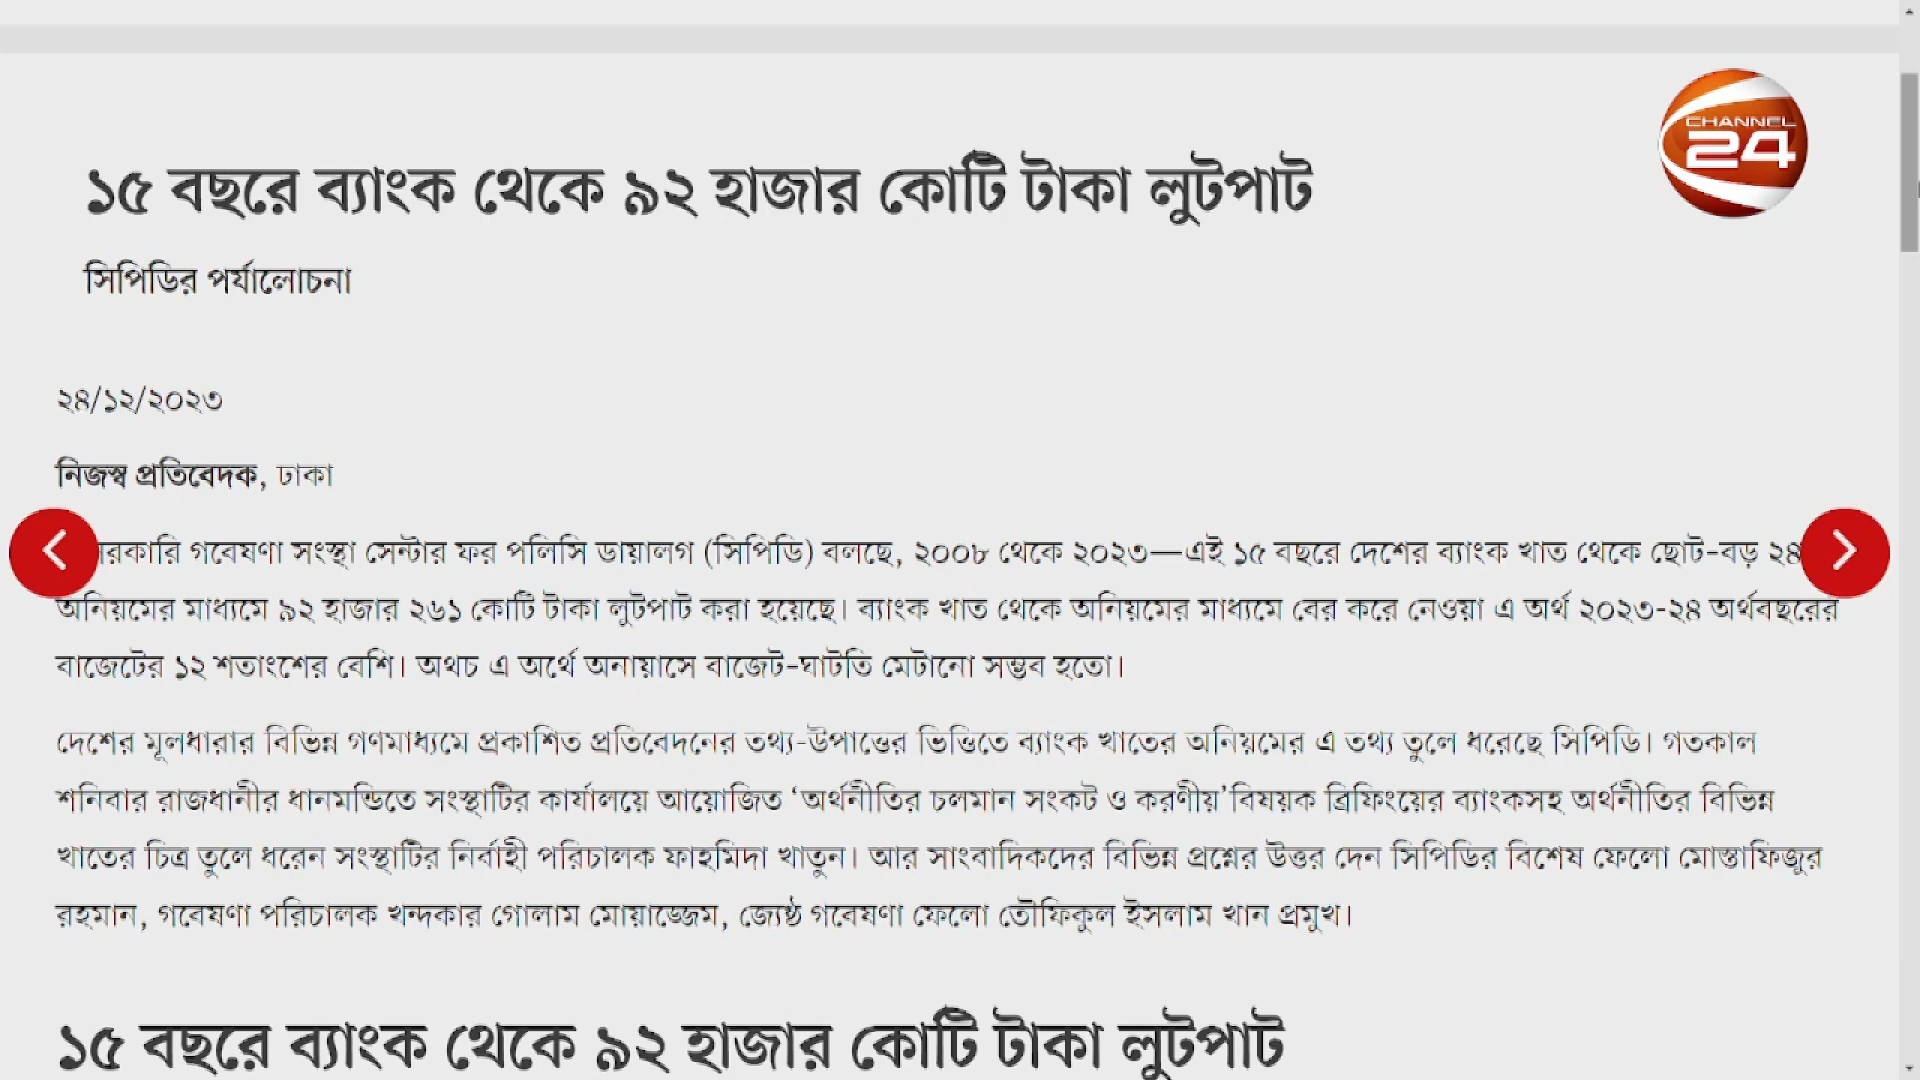 CHANNEL
24
১৫ বছরে ব্যাংক থেকে ৯২ হাজার কোটি টাকা লুটপাট
সিপিডির পর্যালোচনা
২৪/১২/২০২৩
নিজস্ব প্রতিবেদক, ঢাকা
গবেষণা সংস্থা সেন্টার ফর পলিসি ডায়ালগ (সিপিডি) বলছে, ২০০৮ থেকে ২০২৩—এই ১৫ বছরে দেশের ব্যাংক খাত থেকে ছোট-বড় ২৪
অনিয়মের মাধ্যমে ৯২ হাজার ২৬১ কোটি টাকা লুটপাট করা হয়েছে। ব্যাংক খাত থেকে অনিয়মের মাধ্যমে বের করে নেওয়া এ অর্থ ২০২৩-২৪ অর্থবছরের
বাজেটের ১২ শতাংশের বেশি। অথচ এ অর্থে অনায়াসে বাজেট-ঘাটতি মেটানো সম্ভব হতো।
দেশের মূলধারার বিভিন্ন গণমাধ্যমে প্রকাশিত প্রতিবেদনের তথ্য-উপাত্তের ভিত্তিতে ব্যাংক খাতের অনিয়মের এ তথ্য তুলে ধরেছে সিপিডি। গতকাল
শনিবার রাজধানীর ধানমন্ডিতে সংস্থাটির কার্যালয়ে আয়োজিত ‘অর্থনীতির চলমান সংকট ও করণীয়’বিষয়ক ব্রিফিংয়ের ব্যাংকসহ অর্থনীতির বিভিন্ন
খাতের চিত্র তুলে ধরেন সংস্থাটির নির্বাহী পরিচালক ফাহমিদা খাতুন। আর সাংবাদিকদের বিভিন্ন প্রশ্নের উত্তর দেন সিপিডির বিশেষ ফেলো মোস্তাফিজুর
রহমান, গবেষণা পরিচালক খন্দকার গোলাম মোয়াজ্জেম, জ্যেষ্ঠ গবেষণা ফেলো তৌফিকুল ইসলাম খান প্রমুখ।
১৫ বছরে ব্যাংক থেকে ৯২ হাজার কোটি টাকা লুটপাট